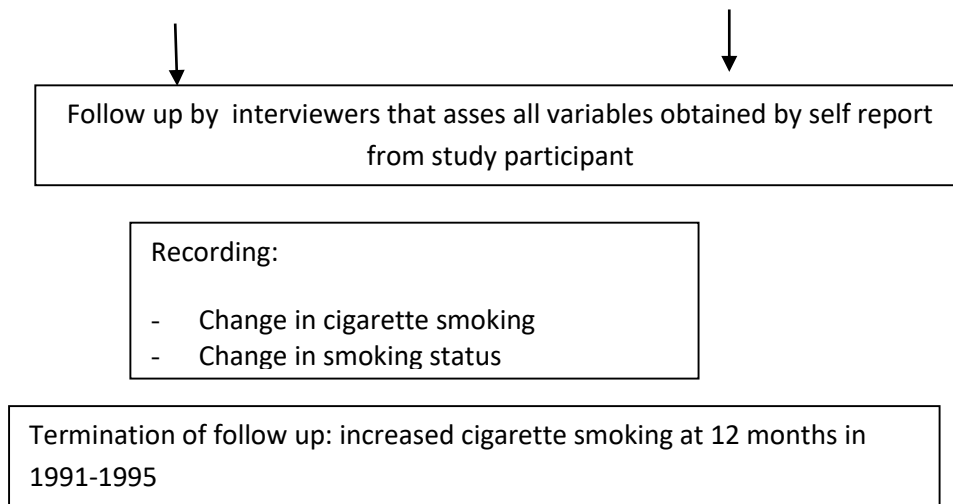 Follow up by  interviewers that asses all variables obtained by self report
from study participant
Recording:
- Change in cigarette smoking
- Change in smoking status
Termination of follow up: increased cigarette smoking at 12 months in
1991-1995